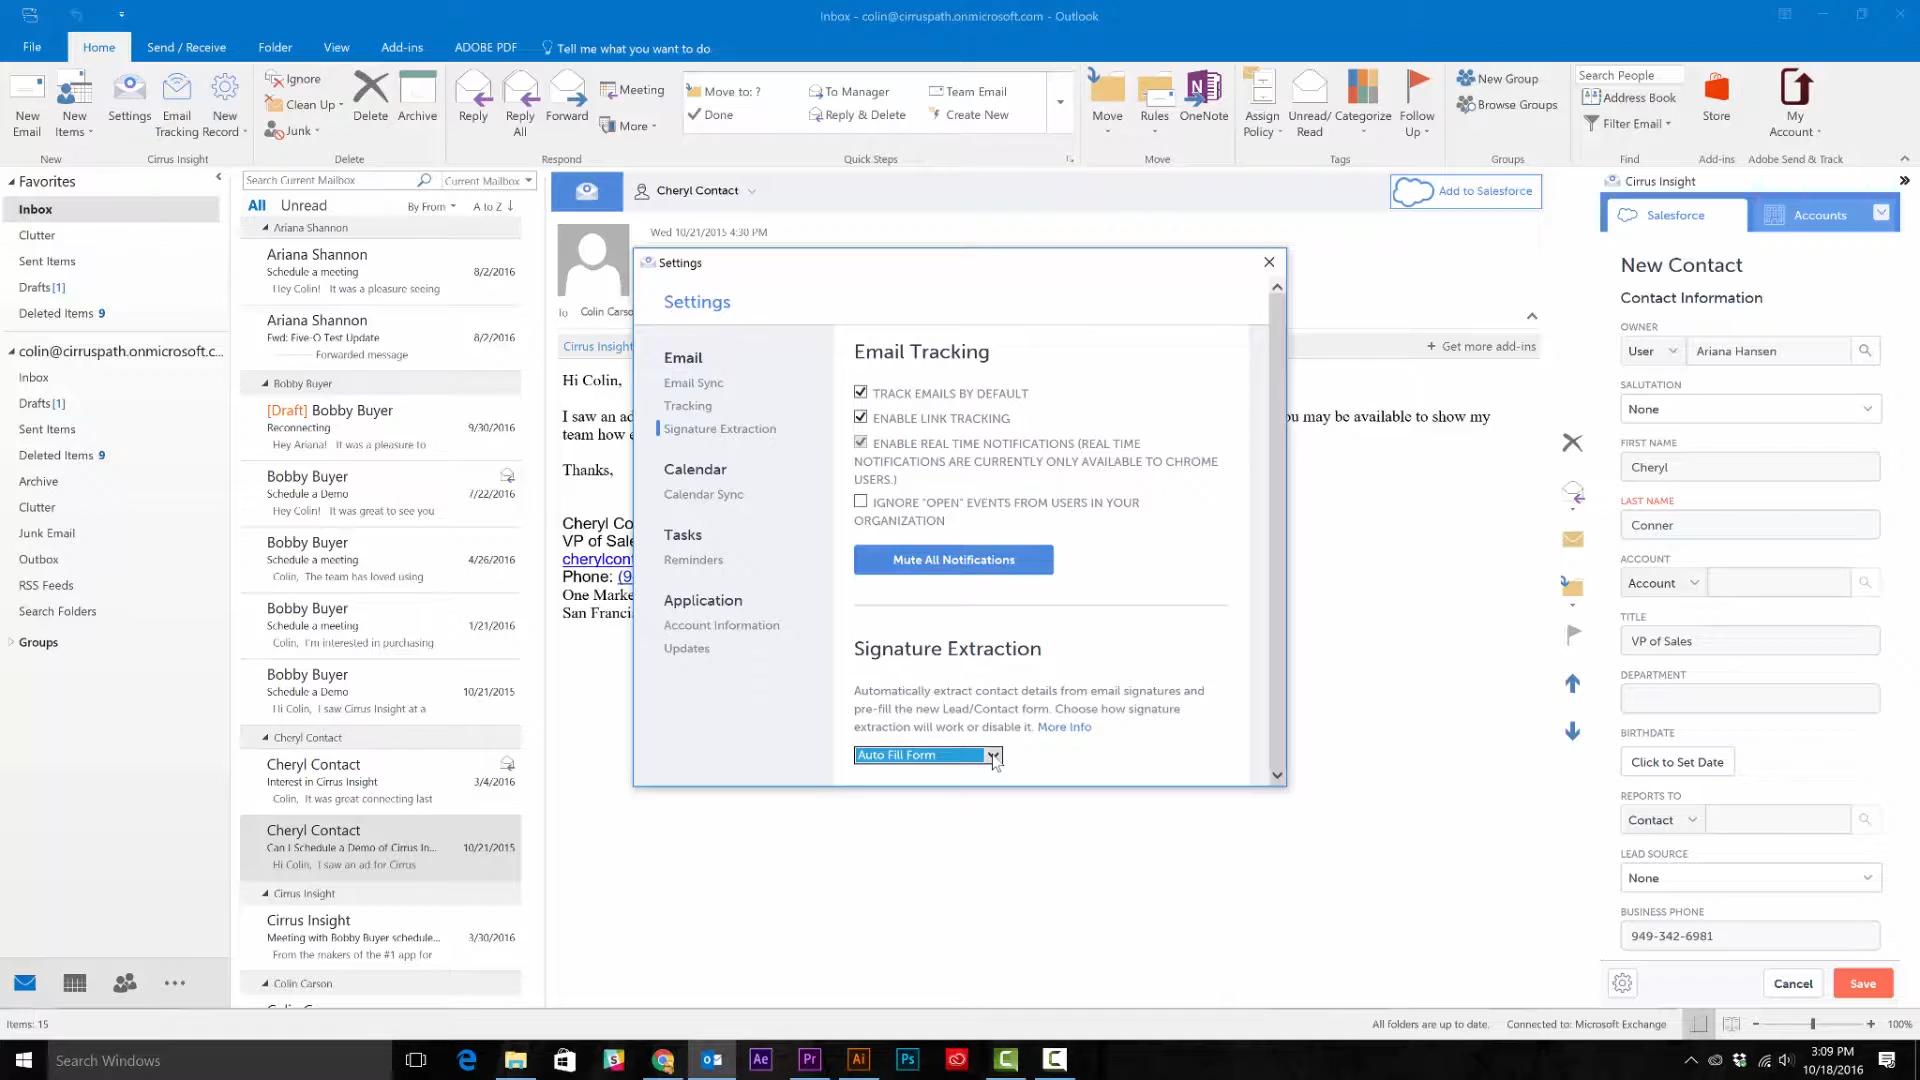 Inbox - colin@cirruspath.onmicrosoft.com - Outlook
File
Home
Send / Receive
Folder
View
Add-ins
ADOBE PDF
Tell me what you want to do
New Email
New Items
New
Settings
Email Tracking
New Record
Cirrus Insight
Ignore
Clean Up
Junk
Delete
Archive
Delete
Reply
Reply All
Forward
Meeting
More
Respond
Move to: ?
To Manager
Team Email
Done
Reply & Delete
Create New
Quick Steps
Move
Rules
OneNote
Move
Assign Policy
Unread/ Read
Categorize
Follow Up
Tags
New Group
Browse Groups
Groups
Search People
Address Book
Filter Email
Find
Store
Add-ins
My Account
Adobe Send & Track
Favorites
Inbox
Clutter
Sent Items
Drafts [1]
Deleted Items 9
colin@cirruspath.onmicrosoft.c...
Inbox
Drafts [1]
Sent Items
Deleted Items 9
Archive
Clutter
Junk Email
Outbox
RSS Feeds
Search Folders
Groups
Items: 15
Search Current Mailbox
Current Mailbox
All Unread
By From
A to Z
Ariana Shannon
Ariana Shannon
Schedule a meeting 8/2/2016
Hey Colin! It was a pleasure seeing
Ariana Shannon
Fwd: Five-O Test Update 8/2/2016
Forwarded message
Bobby Buyer
[Draft] Bobby Buyer
Reconnecting 9/30/2016
Hey Ariana! It was a pleasure to
Bobby Buyer
Schedule a Demo 7/22/2016
Hey Colin! It was great to see you
Bobby Buyer
Schedule a meeting 4/26/2016
Colin, The team has loved using
Bobby Buyer
Schedule a meeting 1/21/2016
Colin, I'm interested in purchasing
Bobby Buyer
Schedule a Demo 10/21/2015
Hi Colin, I saw Cirrus Insight at a
Cheryl Contact
Cheryl Contact
Interest in Cirrus Insight 3/4/2016
Colin, It was great connecting last
Cheryl Contact
Can I Schedule a Demo of Cirrus In... 10/21/2015
Hi Colin, I saw an ad for Cirrus
Cirrus Insight
Cirrus Insight
Meeting with Bobby Buyer schedule... 3/30/2016
From the makers of the #1 app for
Colin Carson
Cheryl Contact
Add to Salesforce
Wed 10/21/2015 4:30 PM
To Colin Carso
Cirrus Insight
+ Get more add-ins
Hi Colin,
I saw an ad
u may be available to show my
team how
Thanks,
Cheryl Co
VP of Sale
cherylcont
Phone: (9
One Marke
San Franci
Settings
Settings
Email
Email Sync
Tracking
Signature Extraction
Calendar
Calendar Sync
Tasks
Reminders
Application
Account Information
Updates
Email Tracking
TRACK EMAILS BY DEFAULT
ENABLE LINK TRACKING
ENABLE REAL TIME NOTIFICATIONS (REAL TIME
NOTIFICATIONS ARE CURRENTLY ONLY AVAILABLE TO CHROME
USERS.)
IGNORE "OPEN" EVENTS FROM USERS IN YOUR
ORGANIZATION
Mute All Notifications
Signature Extraction
Automatically extract contact details from email signatures and
pre-fill the new Lead/Contact form. Choose how signature
extraction will work or disable it. More Info
Auto Fill Form
Cirrus Insight
Salesforce
Accounts
New Contact
Contact Information
OWNER
User
Ariana Hansen
SALUTATION
None
FIRST NAME
Cheryl
LAST NAME
Conner
ACCOUNT
Account
TITLE
VP of Sales
DEPARTMENT
BIRTHDATE
Click to Set Date
REPORTS TO
Contact
LEAD SOURCE
None
BUSINESS PHONE
949-342-6981
Cancel
Save
All folders are up to date.
Connected to: Microsoft Exchange
100%
Search Windows
Ae
Pr
Ai
Ps
3:09 PM
10/18/2016